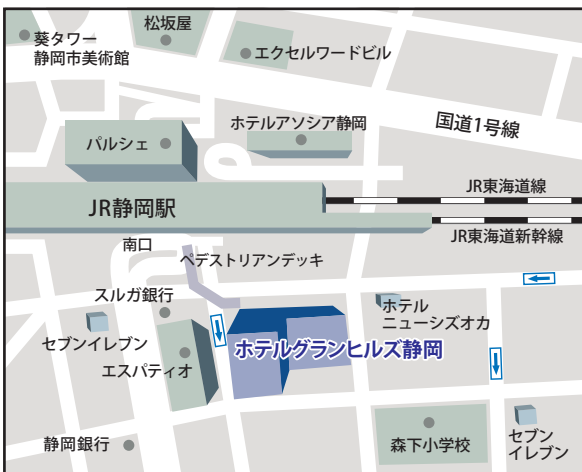 松坂屋
葵タワー
静岡市美術館
エクセルワードビル
国道1号線
ホテルアソシア静岡
パルシェ
JR東海道線
JR静岡駅
JR東海道新幹線
南口
ペデストリアンデッキ
スルガ銀行
ホテル
ニューシズオカ
セブンイレブン
ホテルグランヒルズ静岡
エスパティオ
静岡銀行
森下小学校
セブン
イレブン